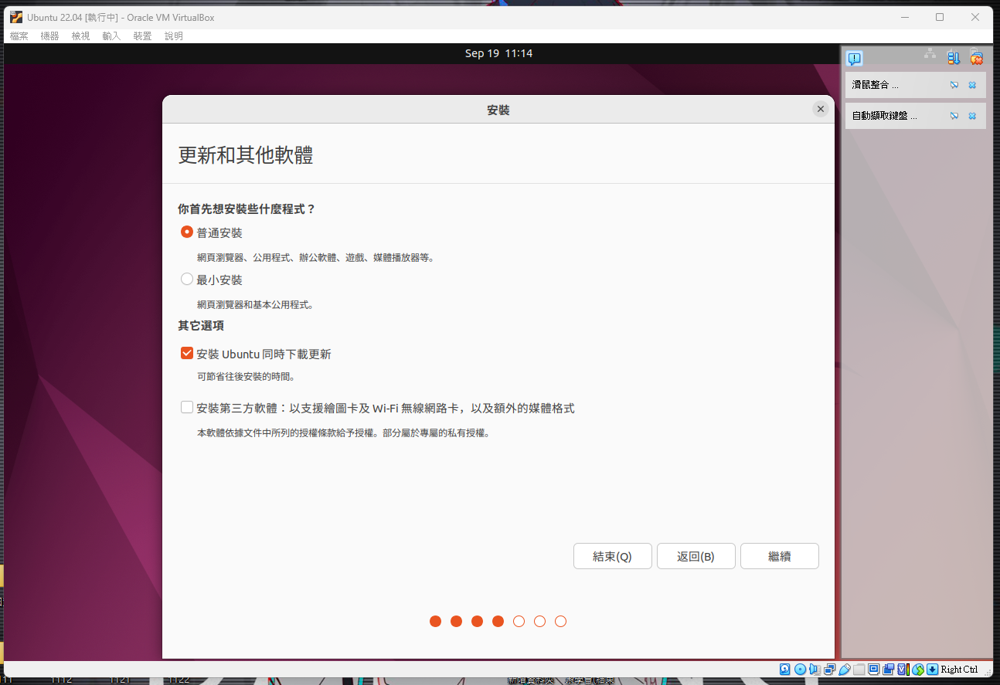 Ubuntu 22.04 [執行中] - Oracle VM VirtualBox
檔案 機器 檢視 輸入 裝置 說明
Sep 19 11:14
滑鼠整合 ...
自動擷取鍵盤 ...
安裝
更新和其他軟體
你首先想安裝些什麼程式？
普通安裝
網頁瀏覽器、公用程式、辦公軟體、遊戲、媒體播放器等。
最小安裝
網頁瀏覽器和基本公用程式。
其它選項
安裝 Ubuntu 同時下載更新
可節省往後安裝的時間。
安裝第三方軟體：以支援繪圖卡及 Wi-Fi 無線網路卡，以及額外的媒體格式
本軟體依據文件中所列的授權條款給予授權。部分屬於專屬的私有授權。
結束(Q) 返回(B) 繼續
Right Ctrl